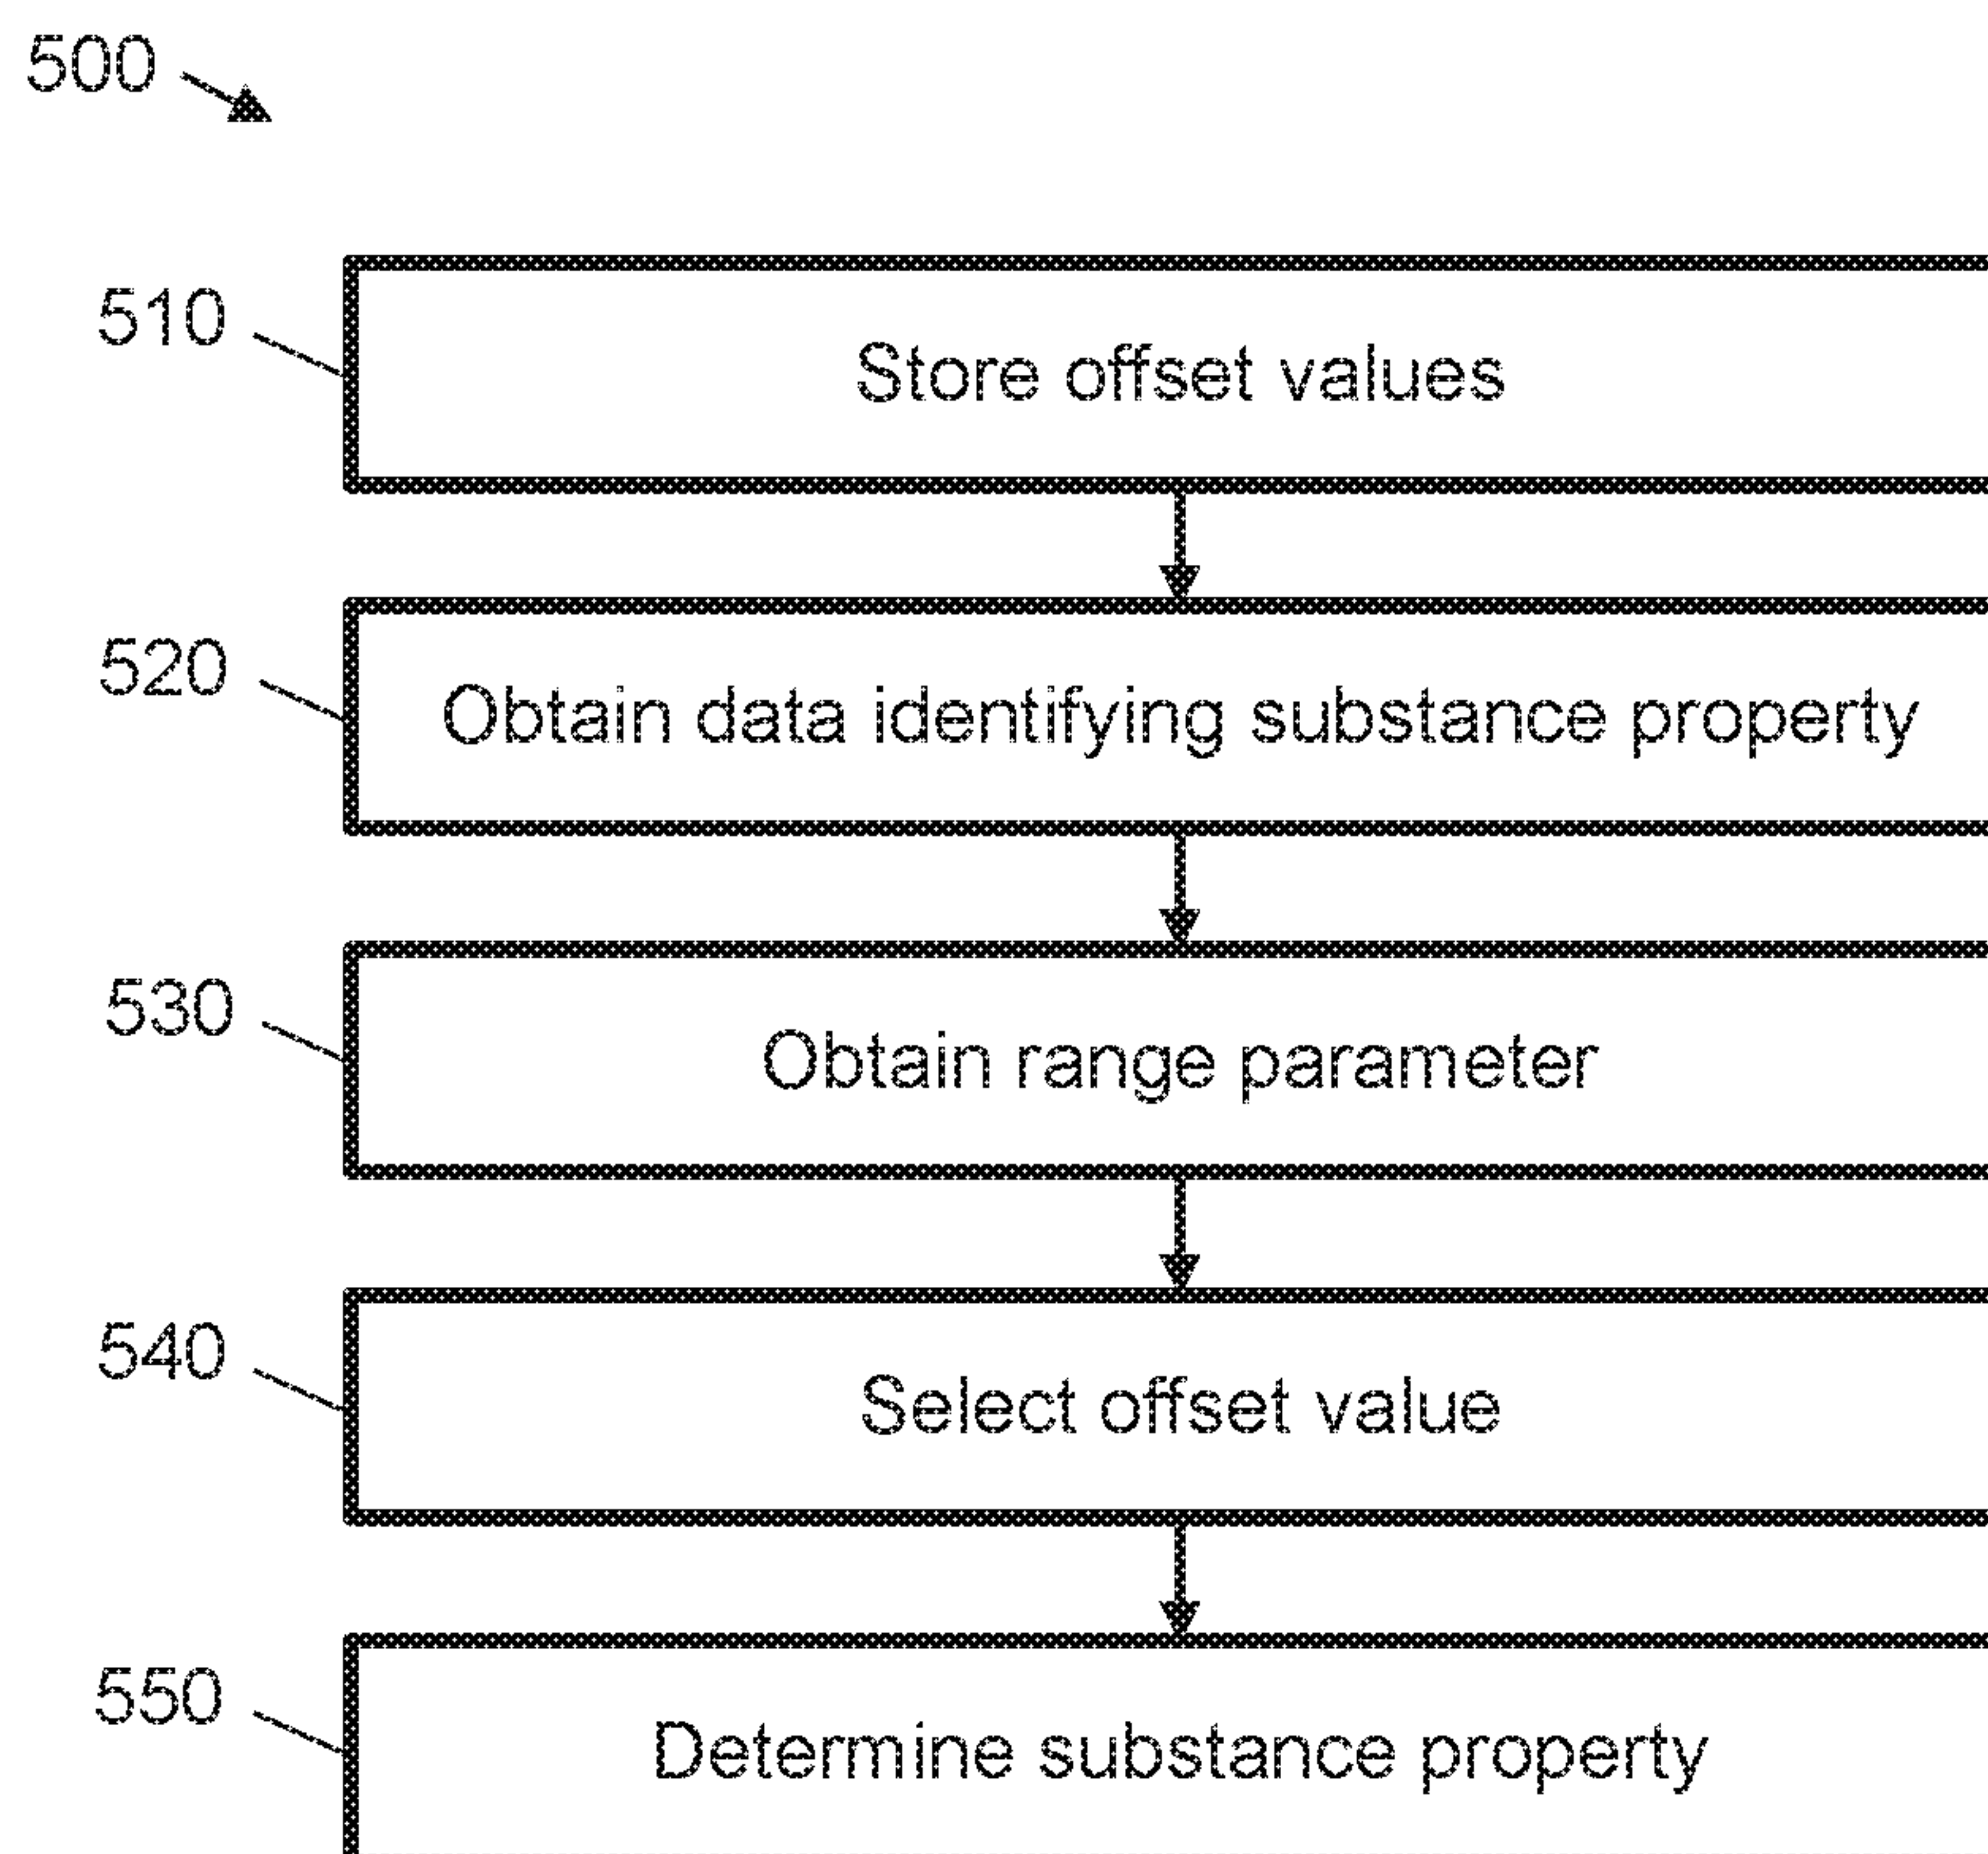 500
510
Store offset values
520
Obtain data identifying substance property
530
Obtain range parameter
540
Select offset value
550
Determine substance property